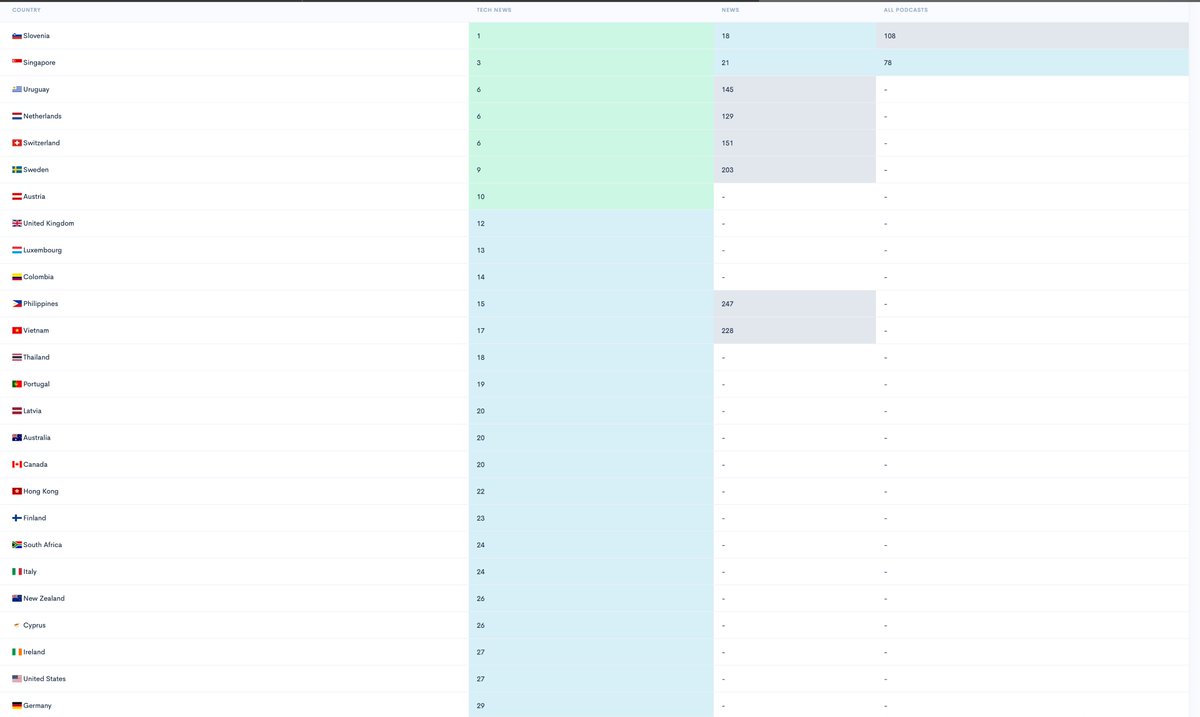 COUNTRY TECH NEWS NEWS ALL PODCASTS
Slovenia 1 18 108
Singapore 3 21 78
Uruguay 6 145 -
Netherlands 6 129 -
Switzerland 6 151 -
Sweden 9 203 -
Austria 10 - -
United Kingdom 12 - -
Luxembourg 13 - -
Colombia 14 - -
Philippines 15 247 -
Vietnam 17 228 -
Thailand 18 - -
Portugal 19 - -
Latvia 20 - -
Australia 20 - -
Canada 20 - -
Hong Kong 22 - -
Finland 23 - -
South Africa 24 - -
Italy 24 - -
New Zealand 26 - -
Cyprus 26 - -
Ireland 27 - -
United States 27 - -
Germany 29 - -